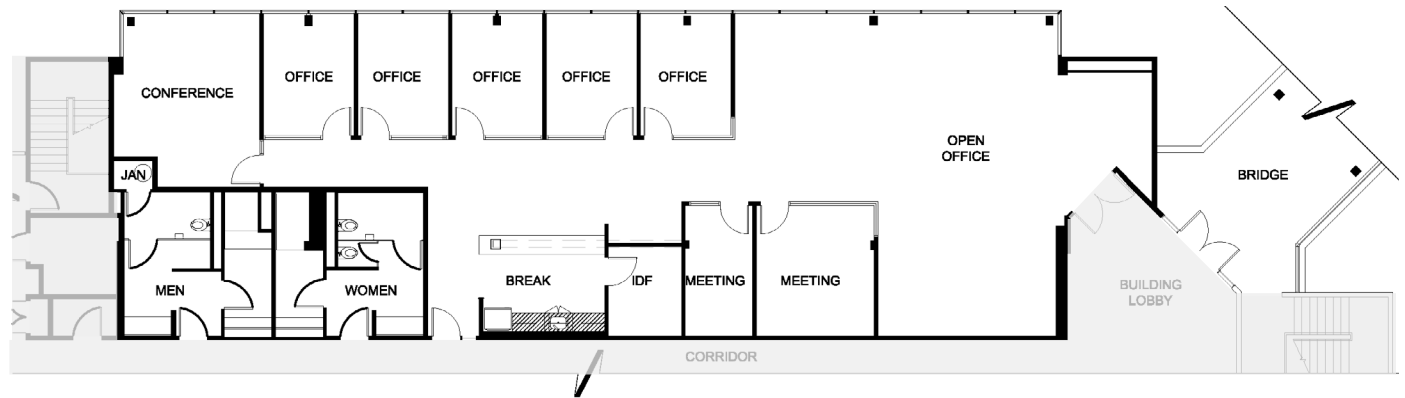 OFFICE
OFFICE
OFFICE
OFFICE
OFFICE
CONFERENCE
OPEN
OFFICE
JAN
BRIDGE
BREAK
IDF
MEETING
MEETING
MEN
WOMEN
BUILDING
LOBBY
CORRIDOR